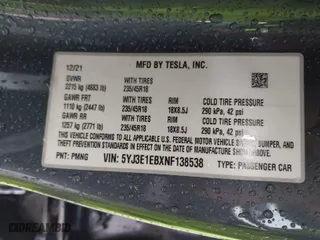 MFD BY TESLA, INC.
12/21
GVWR WITH TIRES
2215 kg (4883 lb) 235/45R18
GAWR FRT WITH TIRES RIM COLD TIRE PRESSURE
1110 kg (2447 lb) 235/45R18 18X8.5J 290 kPa, 42 psi
GAWR RR WITH TIRES RIM COLD TIRE PRESSURE
1257 kg (2771 lb) 235/45R18 18X8.5J 290 kPa, 42 psi
THIS VEHICLE CONFORMS TO ALL APPLICABLE U.S. FEDERAL MOTOR VEHICLE SAFETY, BUMPER,
AND THEFT PREVENTION STANDARDS IN EFFECT ON THE DATE OF MANUFACTURE SHOWN ABOVE.
PNT: PMNG VIN: 5YJ3E1EBXNF138538 TYPE: PASSENGER CAR
DREAMBID